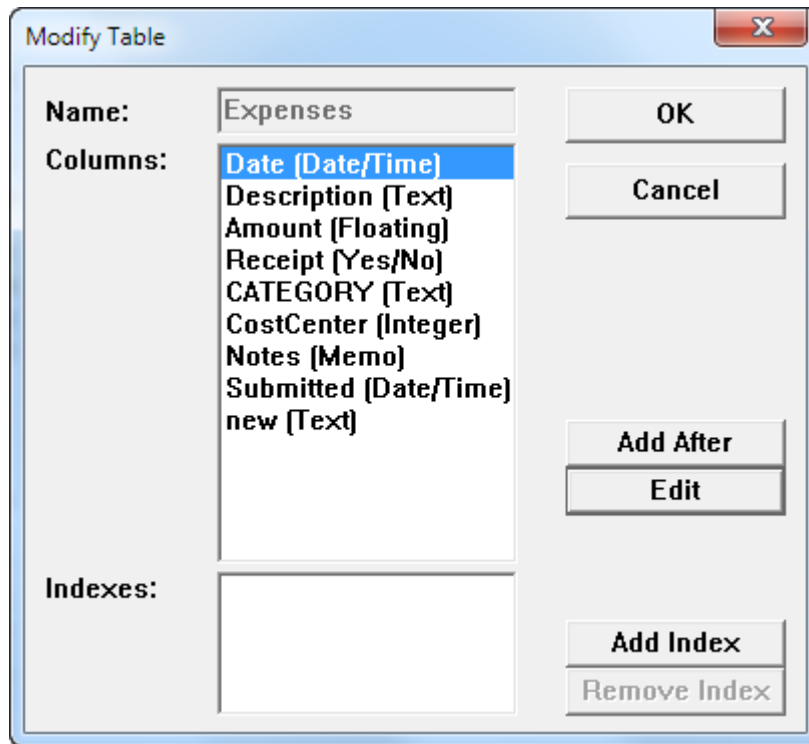 Modify Table
Name:
Expenses
OK
Columns:
Date (Date/Time)
Description (Text)
Amount (Floating)
Receipt (Yes/No)
CATEGORY (Text)
CostCenter (Integer)
Notes (Memo)
Submitted (Date/Time)
new (Text)
Cancel
Add After
Edit
Indexes:
Add Index
Remove Index